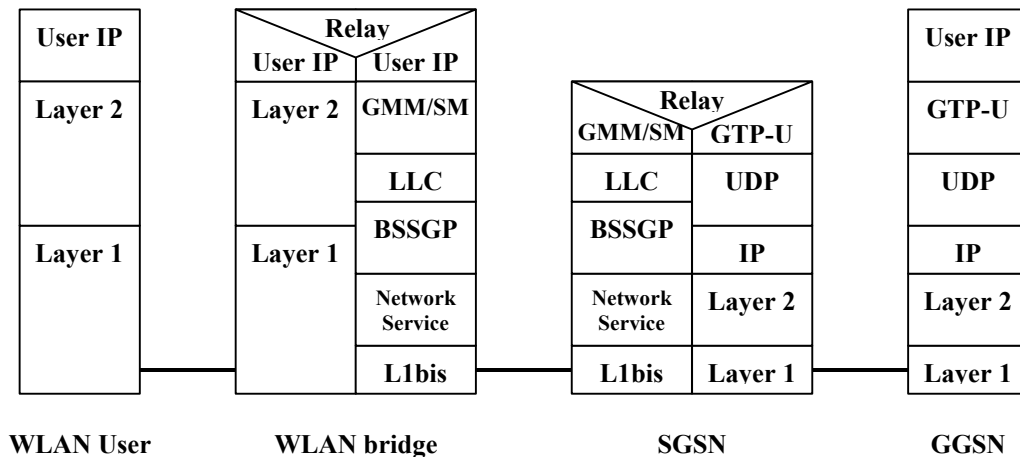 User IP
Layer 2
Layer 1
WLAN User
Relay
User IP
User IP
Layer 2
GMM/SM
LLC
BSSGP
Layer 1
Network
Service
L1bis
WLAN bridge
Relay
GMM/SM
GTP-U
LLC
UDP
BSSGP
IP
Network
Service
Layer 2
L1bis
Layer 1
SGSN
User IP
GTP-U
UDP
IP
Layer 2
Layer 1
GGSN